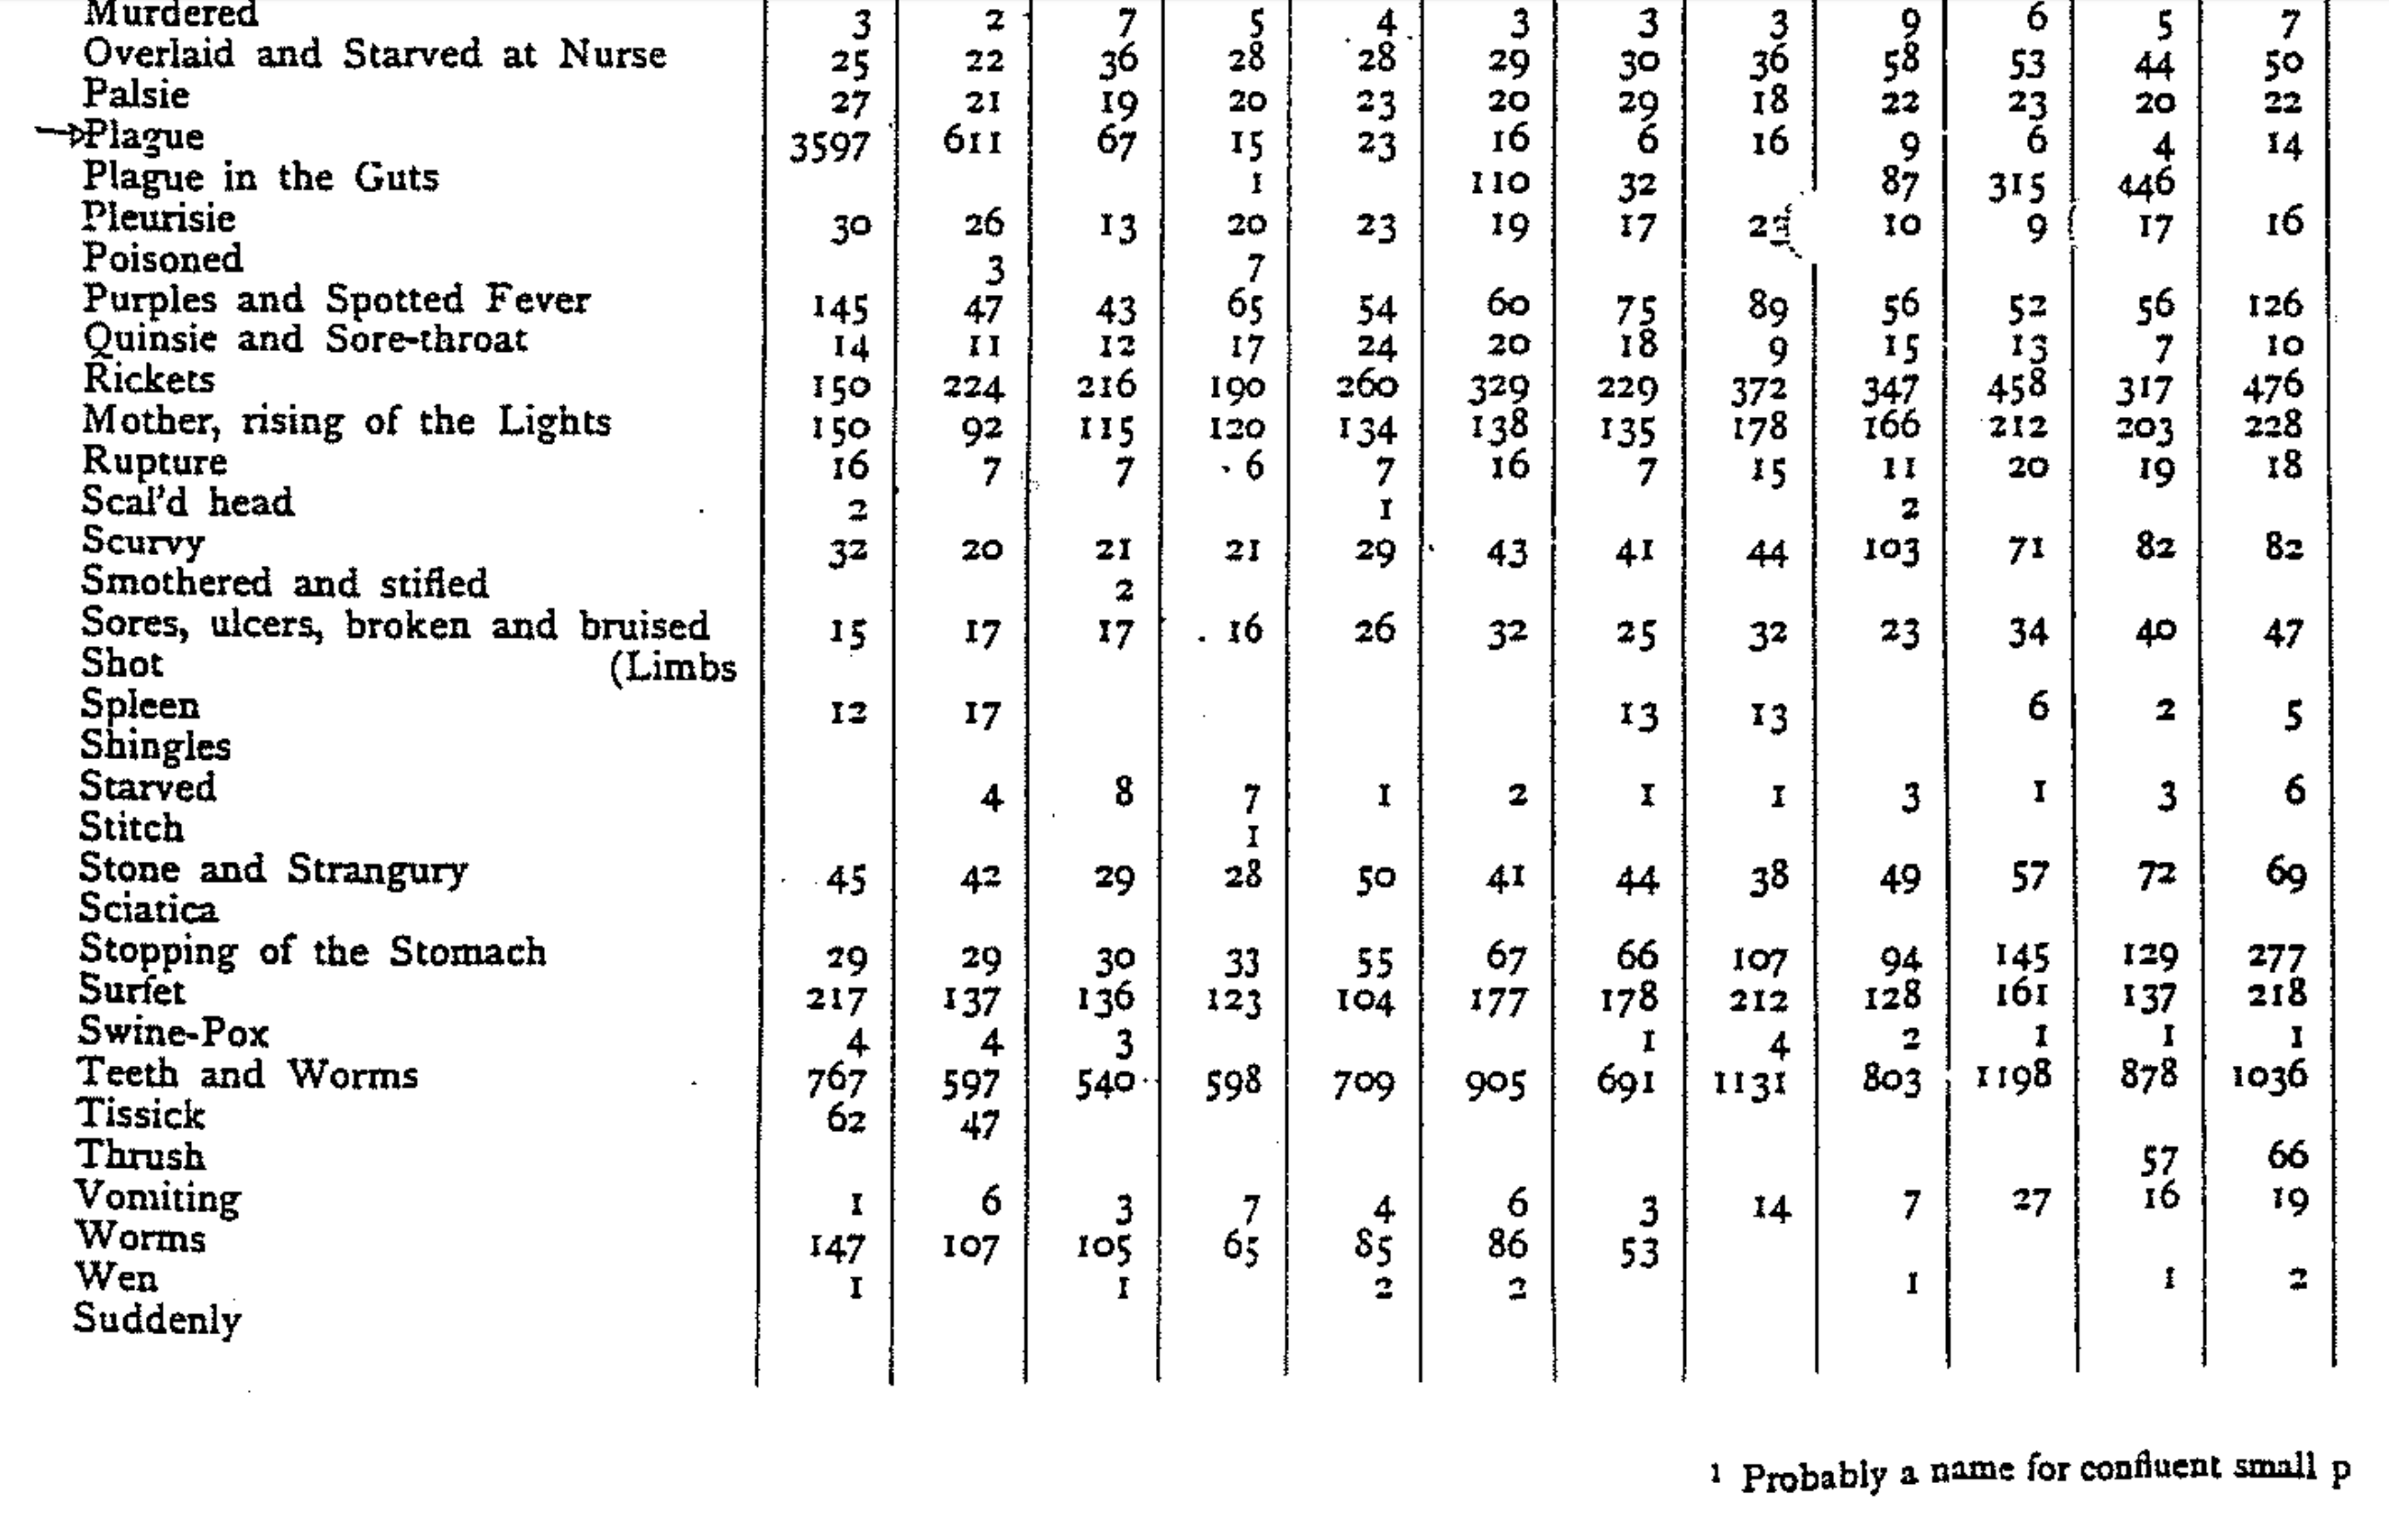 Murdered 3 2 7 5 4 3 3 3 9 6 5 7
Overlaid and Starved at Nurse 25 22 36 28 28 29 30 36 58 53 44 50
Palsie 27 21 19 20 23 20 29 18 22 23 20 22
Plague 3597 611 67 15 23 16 6 16 9 6 4 14
Plague in the Guts 1 110 32 87 315 446
Pleurisie 30 26 13 20 23 19 17 10 9 17 16
Poisoned 3 7
Purples and Spotted Fever 145 47 43 65 54 60 75 89 56 52 56 126
Quinsie and Sore-throat 14 11 12 17 24 20 18 9 15 13 7 10
Rickets 150 224 216 190 260 329 229 372 347 458 317 476
Mother, rising of the Lights 150 92 115 120 134 138 135 178 166 212 203 228
Rupture 16 7 7 6 7 16 7 15 11 20 19 18
Scal'd head 2 1 2
Scurvy 32 20 21 21 29 43 41 44 103 71 82 82
Smothered and stifled 2
Sores, ulcers, broken and bruised 15 17 17 16 26 32 25 32 23 34 40 47
Shot (Limbs
Spleen 12 17 13 13 6 2 5
Shingles
Starved 4 8 7 1 2 1 1 3 1 3 6
Stitch 1
Stone and Strangury 45 42 29 28 50 41 44 38 49 57 72 69
Sciatica
Stopping of the Stomach 29 29 30 33 55 67 66 107 94 145 129 277
Surfet 217 137 136 123 104 177 178 212 128 161 137 218
Swine-Pox 4 4 3 1 4 2 1 1 1
Teeth and Worms 767 597 540 598 709 905 691 1131 803 1198 878 1036
Tissick 62 47
Thrush 57 66
Vomiting 1 6 3 7 4 6 3 14 7 27 16 19
Worms 147 107 105 65 85 86 53
Wen 1 1 2 2 1 1 2
Suddenly
1 Probably a name for confluent small p